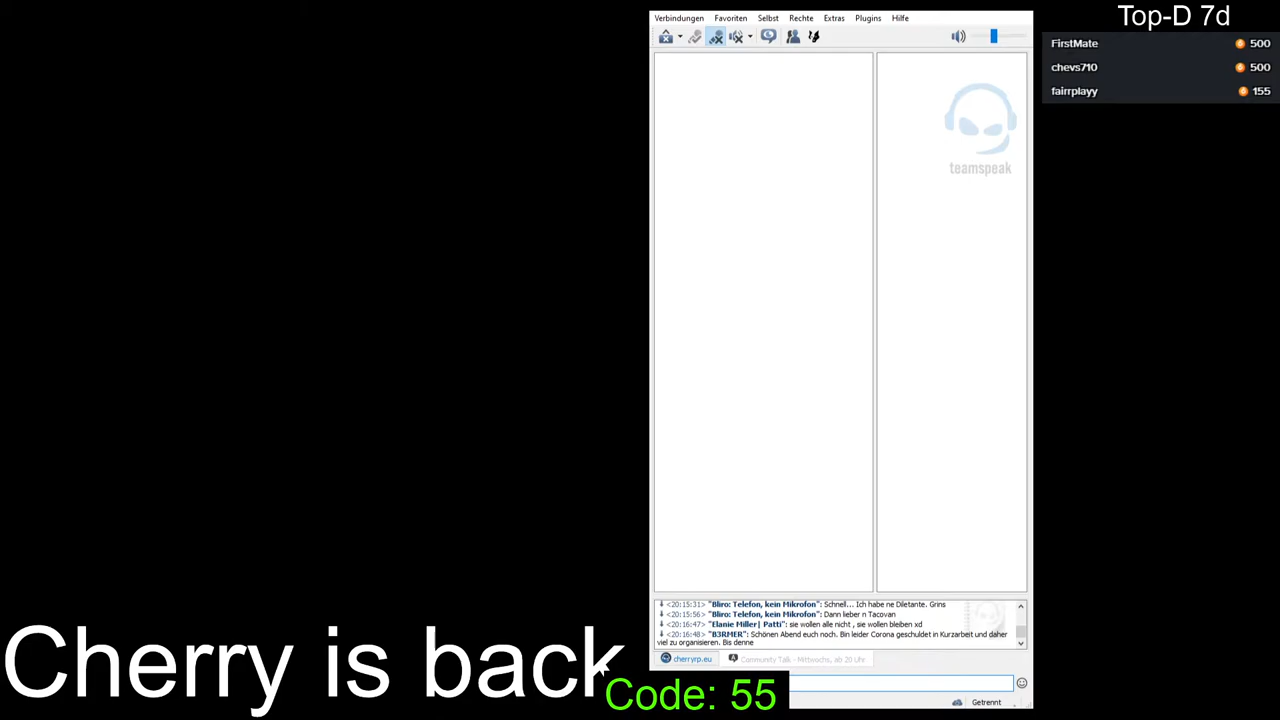 Verbindungen Favoriten Selbst Rechte Extras Plugins Hilfe
Top-D 7d
FirstMate 500
chevs710 500
fairrplayy 155
teamspeak
<20:15:31> "Bliro: Telefon, kein Mikrofon": Schnell... Ich habe ne Diletante. Grins
<20:15:56> "Bliro: Telefon, kein Mikrofon": Dann lieber n Tacovan
<20:16:47> "Elanie Miller| Patti": sie wollen alle nicht , sie wollen bleiben xd
<20:16:48> "B3RMER": Schönen Abend euch noch. Bin leider Corona geschuldet in Kurzarbeit und daher
viel zu organisieren. Bis denne
cherryrp.eu Community Talk - Mittwochs, ab 20 Uhr
Cherry is back
Code: 55
Getrennt